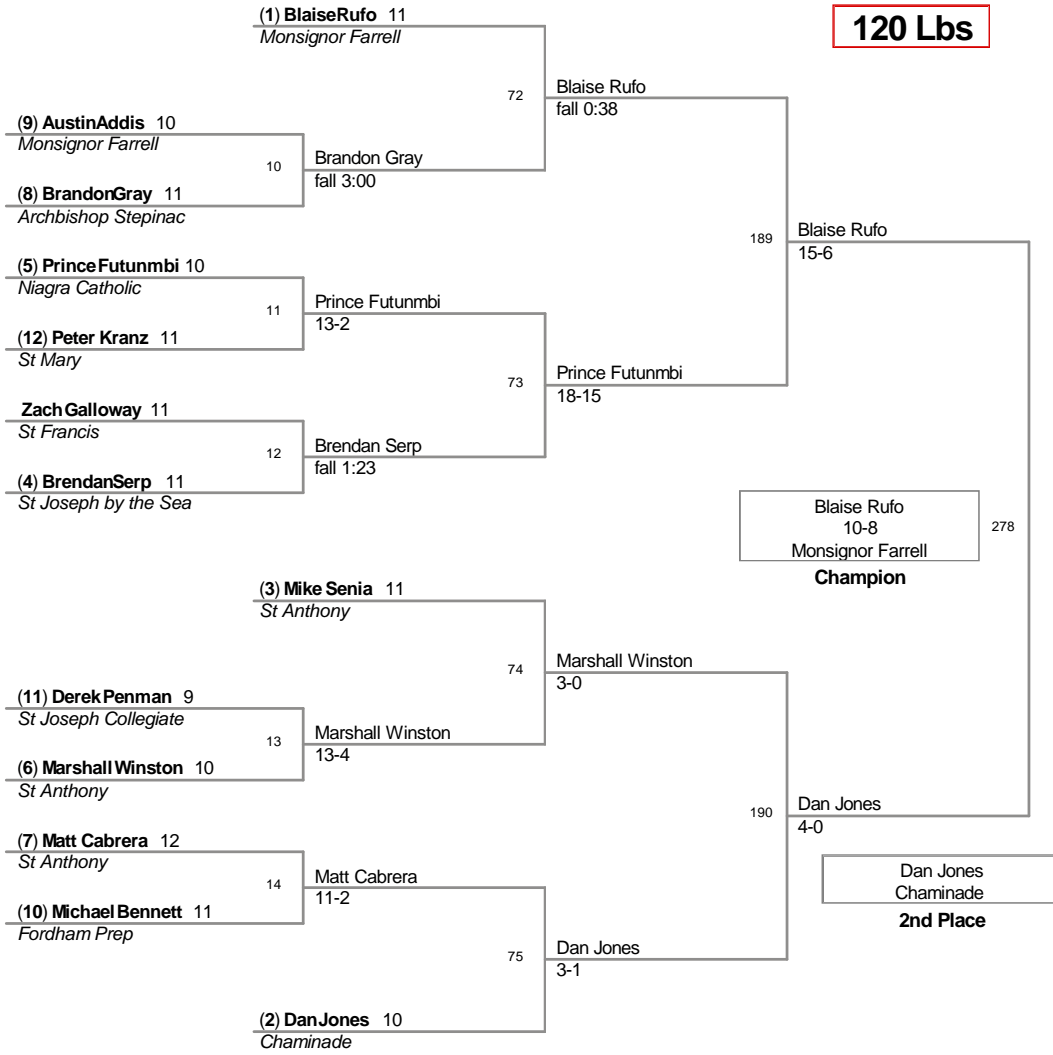 (1) BlaiseRufo 11
Monsignor Farrell
120 Lbs
72
Blaise Rufo
fall 0:38
(9) AustinAddis 10
Monsignor Farrell
10
Brandon Gray
fall 3:00
(8) BrandonGray 11
Archbishop Stepinac
189
Blaise Rufo
15-6
(5) PrinceFutunmbi 10
Niagra Catholic
11
Prince Futunmbi
13-2
(12) Peter Kranz 11
St Mary
73
Prince Futunmbi
18-15
ZachGalloway 11
St Francis
12
Brendan Serp
fall 1:23
(4) BrendanSerp 11
St Joseph by the Sea
Blaise Rufo
10-8
Monsignor Farrell
278
Champion
(3) Mike Senia 11
St Anthony
74
Marshall Winston
3-0
(11) DerekPenman 9
St Joseph Collegiate
13
Marshall Winston
13-4
(6) MarshallWinston 10
St Anthony
190
Dan Jones
4-0
(7) Matt Cabrera 12
St Anthony
14
Matt Cabrera
11-2
(10) MichaelBennett 11
Fordham Prep
Dan Jones
Chaminade
2nd Place
75
Dan Jones
3-1
(2) DanJones 10
Chaminade